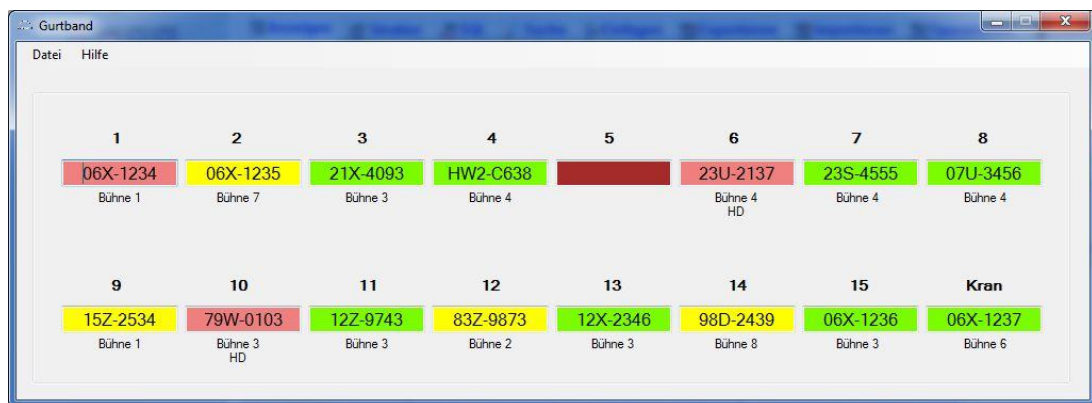 Gurtband
Datei Hilfe
1 2 3 4 5 6 7 8
06X-1234 06X-1235 21X-4093 HW2-C638 23U-2137 23S-4555 07U-3456
Bühne 1 Bühne 7 Bühne 3 Bühne 4 Bühne 4 Bühne 4 Bühne 4
HD
9 10 11 12 13 14 15 Kran
15Z-2534 79W-0103 12Z-9743 83Z-9873 12X-2346 98D-2439 06X-1236 06X-1237
Bühne 1 Bühne 3 Bühne 3 Bühne 2 Bühne 3 Bühne 8 Bühne 3 Bühne 6
HD